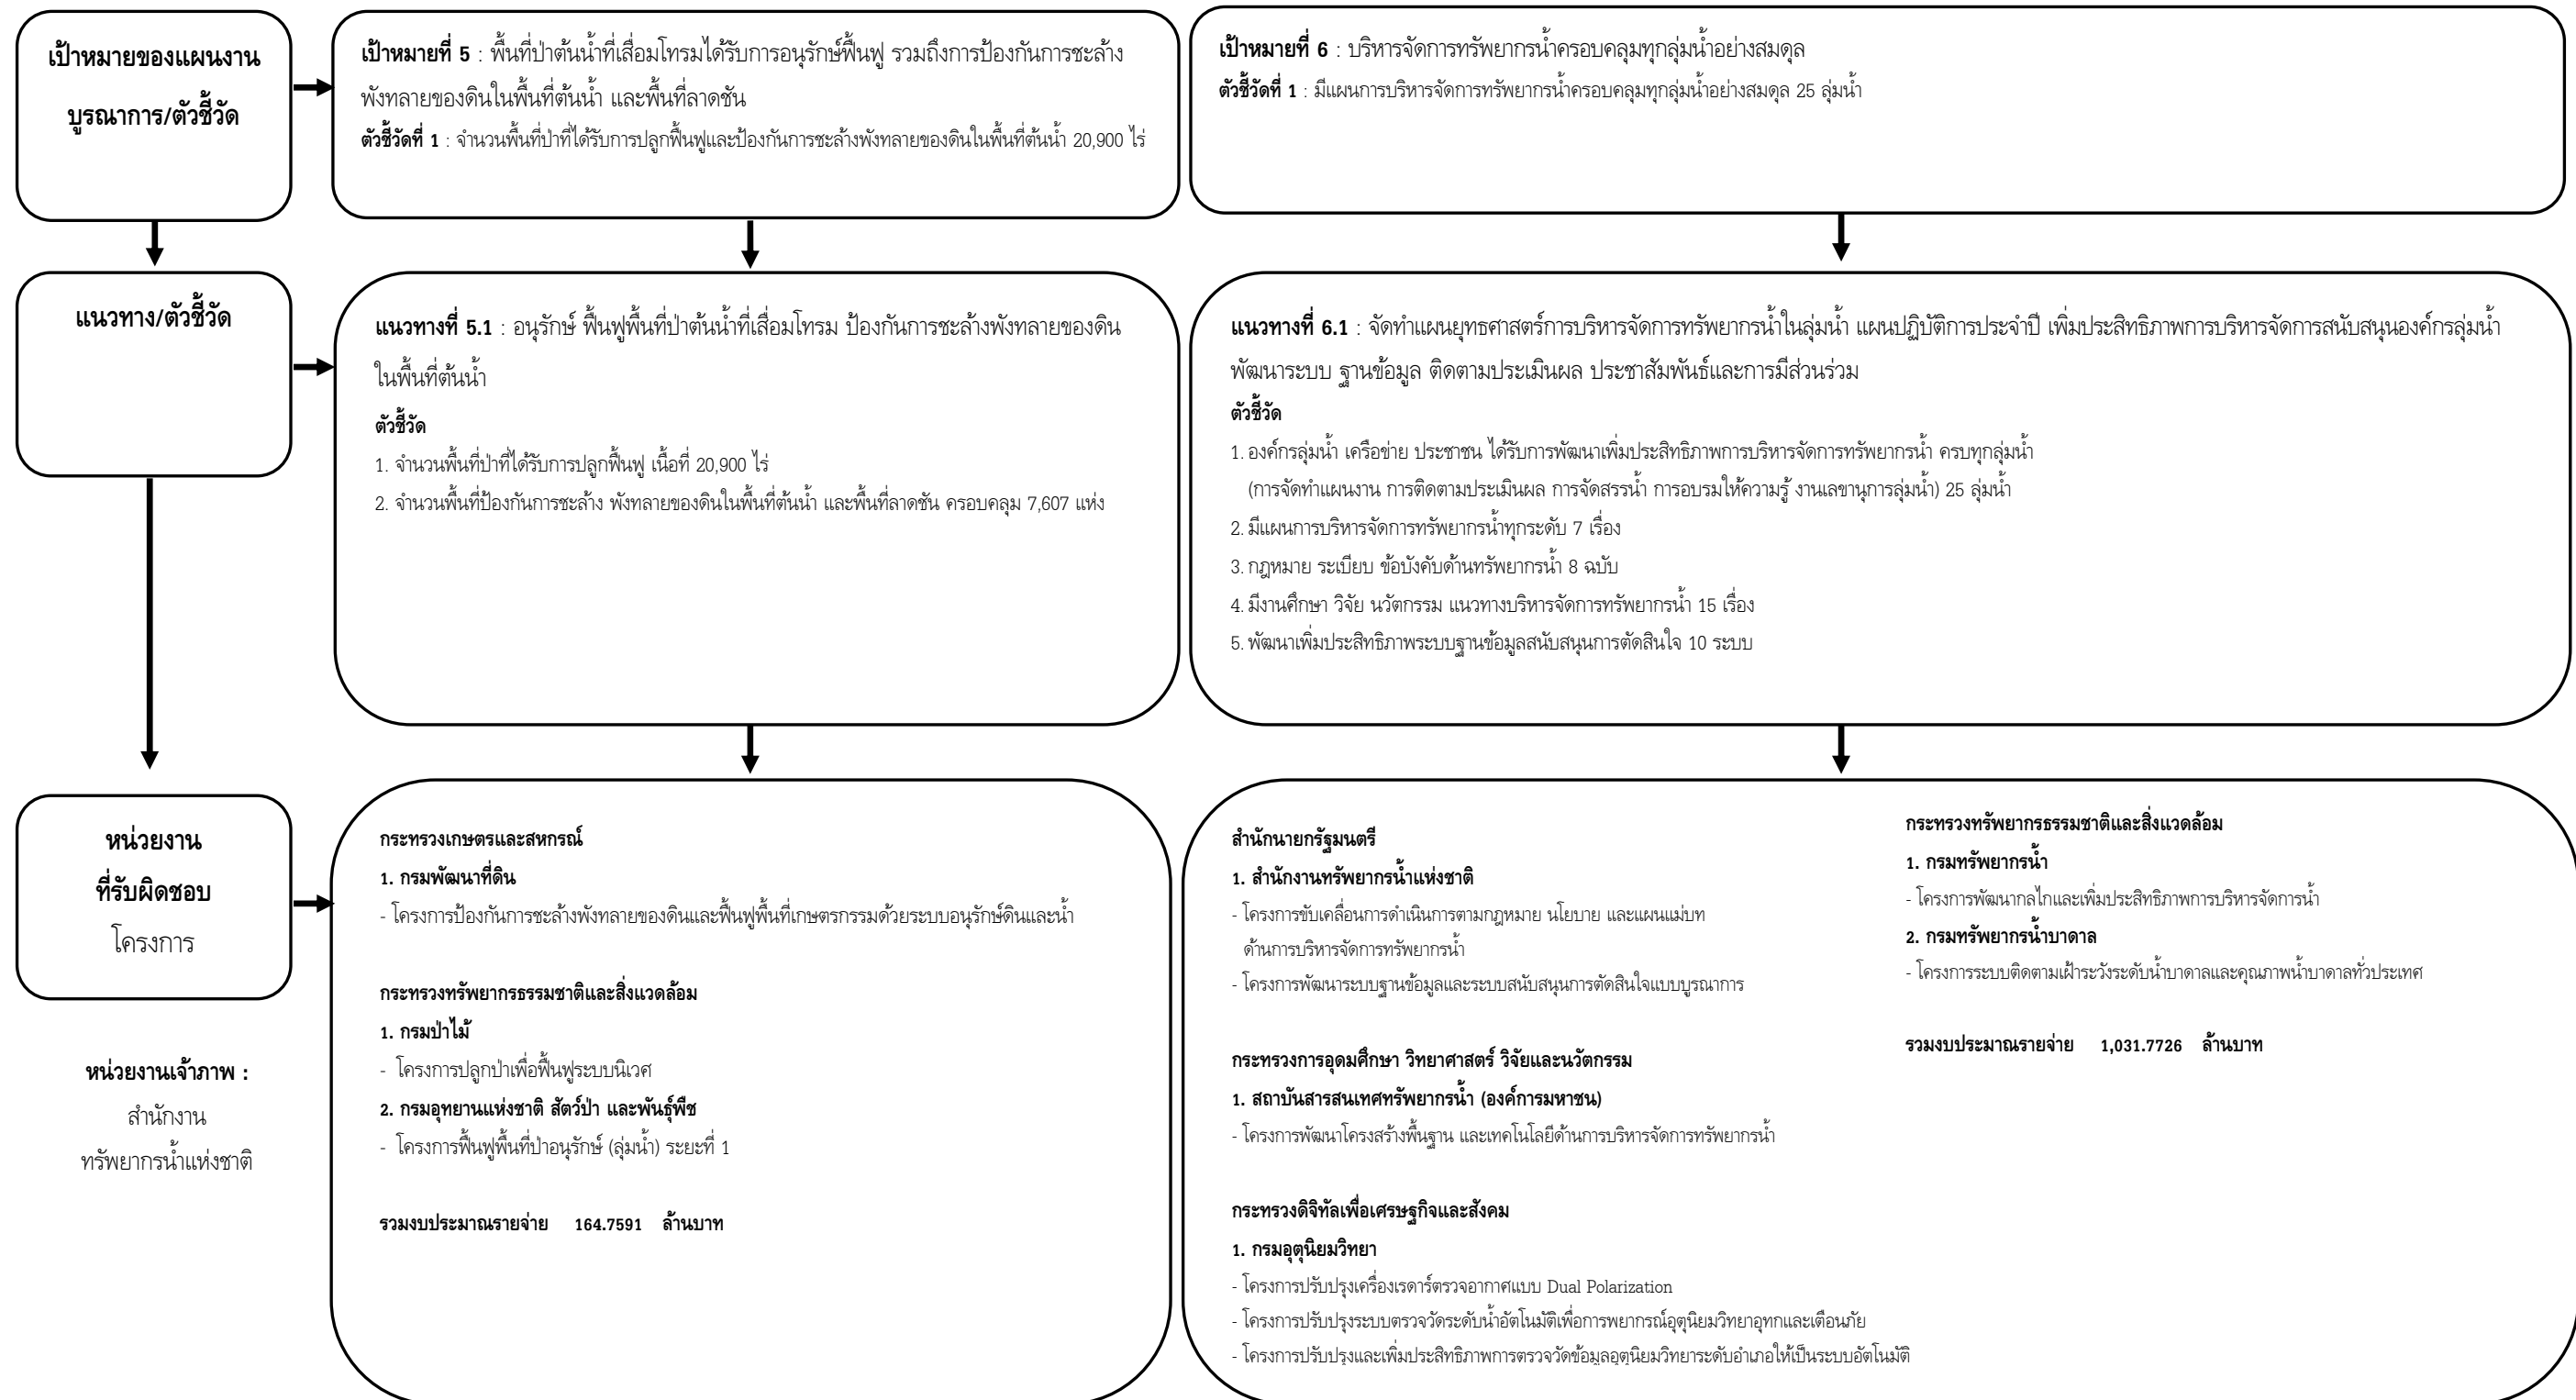 เป้าหมายของแผนงาน
บูรณาการ/ตัวชี้วัด
เป้าหมายที่ 5 : พื้นที่ป่าต้นน้ำที่เสื่อมโทรมได้รับการอนุรักษ์ฟื้นฟู รวมถึงการป้องกันการชะล้าง
พังทลายของดินในพื้นที่ต้นน้ำ และพื้นที่ลาดชัน
ตัวชี้วัดที่ 1 : จำนวนพื้นที่ป่าที่ได้รับการปลูกฟื้นฟูและป้องกันการชะล้างพังทลายของดินในพื้นที่ต้นน้ำ 20,900 ไร่
เป้าหมายที่ 6 : บริหารจัดการทรัพยากรน้ำครอบคลุมทุกลุ่มน้ำอย่างสมดุล
ตัวชี้วัดที่ 1 : มีแผนการบริหารจัดการทรัพยากรน้ำครอบคลุมทุกลุ่มน้ำอย่างสมดุล 25 ลุ่มน้ำ
แนวทาง/ตัวชี้วัด
แนวทางที่ 5.1 : อนุรักษ์ ฟื้นฟูพื้นที่ป่าต้นน้ำที่เสื่อมโทรม ป้องกันการชะล้างพังทลายของดิน
ในพื้นที่ต้นน้ำ
ตัวชี้วัด
1. จำนวนพื้นที่ป่าที่ได้รับการปลูกฟื้นฟู เนื้อที่ 20,900 ไร่
2. จำนวนพื้นที่ป้องกันการชะล้าง พังทลายของดินในพื้นที่ต้นน้ำ และพื้นที่ลาดชัน ครอบคลุม 7,607 แห่ง
แนวทางที่ 6.1 : จัดทำแผนยุทธศาสตร์การบริหารจัดการทรัพยากรน้ำในลุ่มน้ำ แผนปฏิบัติการประจำปี เพิ่มประสิทธิภาพการบริหารจัดการสนับสนุนองค์กรลุ่มน้ำ
พัฒนาระบบ ฐานข้อมูล ติดตามประเมินผล ประชาสัมพันธ์และการมีส่วนร่วม
ตัวชี้วัด
1. องค์กรลุ่มน้ำ เครือข่าย ประชาชน ได้รับการพัฒนาเพิ่มประสิทธิภาพการบริหารจัดการทรัพยากรน้ำ ครบทุกลุ่มน้ำ
(การจัดทำแผนงาน การติดตามประเมินผล การจัดสรรน้ำ การอบรมให้ความรู้ งานเลขานุการลุ่มน้ำ) 25 ลุ่มน้ำ
2. มีแผนการบริหารจัดการทรัพยากรน้ำทุกระดับ 7 เรื่อง
3. กฎหมาย ระเบียบ ข้อบังคับด้านทรัพยากรน้ำ 8 ฉบับ
4. มีงานศึกษา วิจัย นวัตกรรม แนวทางบริหารจัดการทรัพยากรน้ำ 15 เรื่อง
5. พัฒนาเพิ่มประสิทธิภาพระบบฐานข้อมูลสนับสนุนการตัดสินใจ 10 ระบบ
หน่วยงาน
ที่รับผิดชอบ
โครงการ
หน่วยงานเจ้าภาพ :
สำนักงาน
ทรัพยากรน้ำแห่งชาติ
กระทรวงเกษตรและสหกรณ์
1. กรมพัฒนาที่ดิน
- โครงการป้องกันการชะล้างพังทลายของดินและฟื้นฟูพื้นที่เกษตรกรรมด้วยระบบอนุรักษ์ดินและน้ำ
กระทรวงทรัพยากรธรรมชาติและสิ่งแวดล้อม
1. กรมป่าไม้
- โครงการปลูกป่าเพื่อฟื้นฟูระบบนิเวศ
2. กรมอุทยานแห่งชาติ สัตว์ป่า และพันธุ์พืช
- โครงการฟื้นฟูพื้นที่ป่าอนุรักษ์ (ลุ่มน้ำ) ระยะที่ 1
รวมงบประมาณรายจ่าย 164.7591 ล้านบาท
สำนักนายกรัฐมนตรี
1. สำนักงานทรัพยากรน้ำแห่งชาติ
- โครงการขับเคลื่อนการดำเนินการตามกฎหมาย นโยบาย และแผนแม่บท
ด้านการบริหารจัดการทรัพยากรน้ำ
- โครงการพัฒนาระบบฐานข้อมูลและระบบสนับสนุนการตัดสินใจแบบบูรณาการ
กระทรวงการอุดมศึกษา วิทยาศาสตร์ วิจัยและนวัตกรรม
1. สถาบันสารสนเทศทรัพยากรน้ำ (องค์การมหาชน)
- โครงการพัฒนาโครงสร้างพื้นฐาน และเทคโนโลยีด้านการบริหารจัดการทรัพยากรน้ำ
กระทรวงดิจิทัลเพื่อเศรษฐกิจและสังคม
1. กรมอุตุนิยมวิทยา
- โครงการปรับปรุงเครื่องเรดาร์ตรวจอากาศแบบ Dual Polarization
- โครงการปรับปรุงระบบตรวจวัดระดับน้ำอัตโนมัติเพื่อการพยากรณ์อุตุนิยมวิทยาอุทกและเตือนภัย
- โครงการปรับปรุงและเพิ่มประสิทธิภาพการตรวจวัดข้อมูลอุตุนิยมวิทยาระดับอำเภอให้เป็นระบบอัตโนมัติ
กระทรวงทรัพยากรธรรมชาติและสิ่งแวดล้อม
1. กรมทรัพยากรน้ำ
- โครงการพัฒนากลไกและเพิ่มประสิทธิภาพการบริหารจัดการน้ำ
2. กรมทรัพยากรน้ำบาดาล
- โครงการระบบติดตามเฝ้าระวังระดับน้ำบาดาลและคุณภาพน้ำบาดาลทั่วประเทศ
รวมงบประมาณรายจ่าย 1,031.7726 ล้านบาท